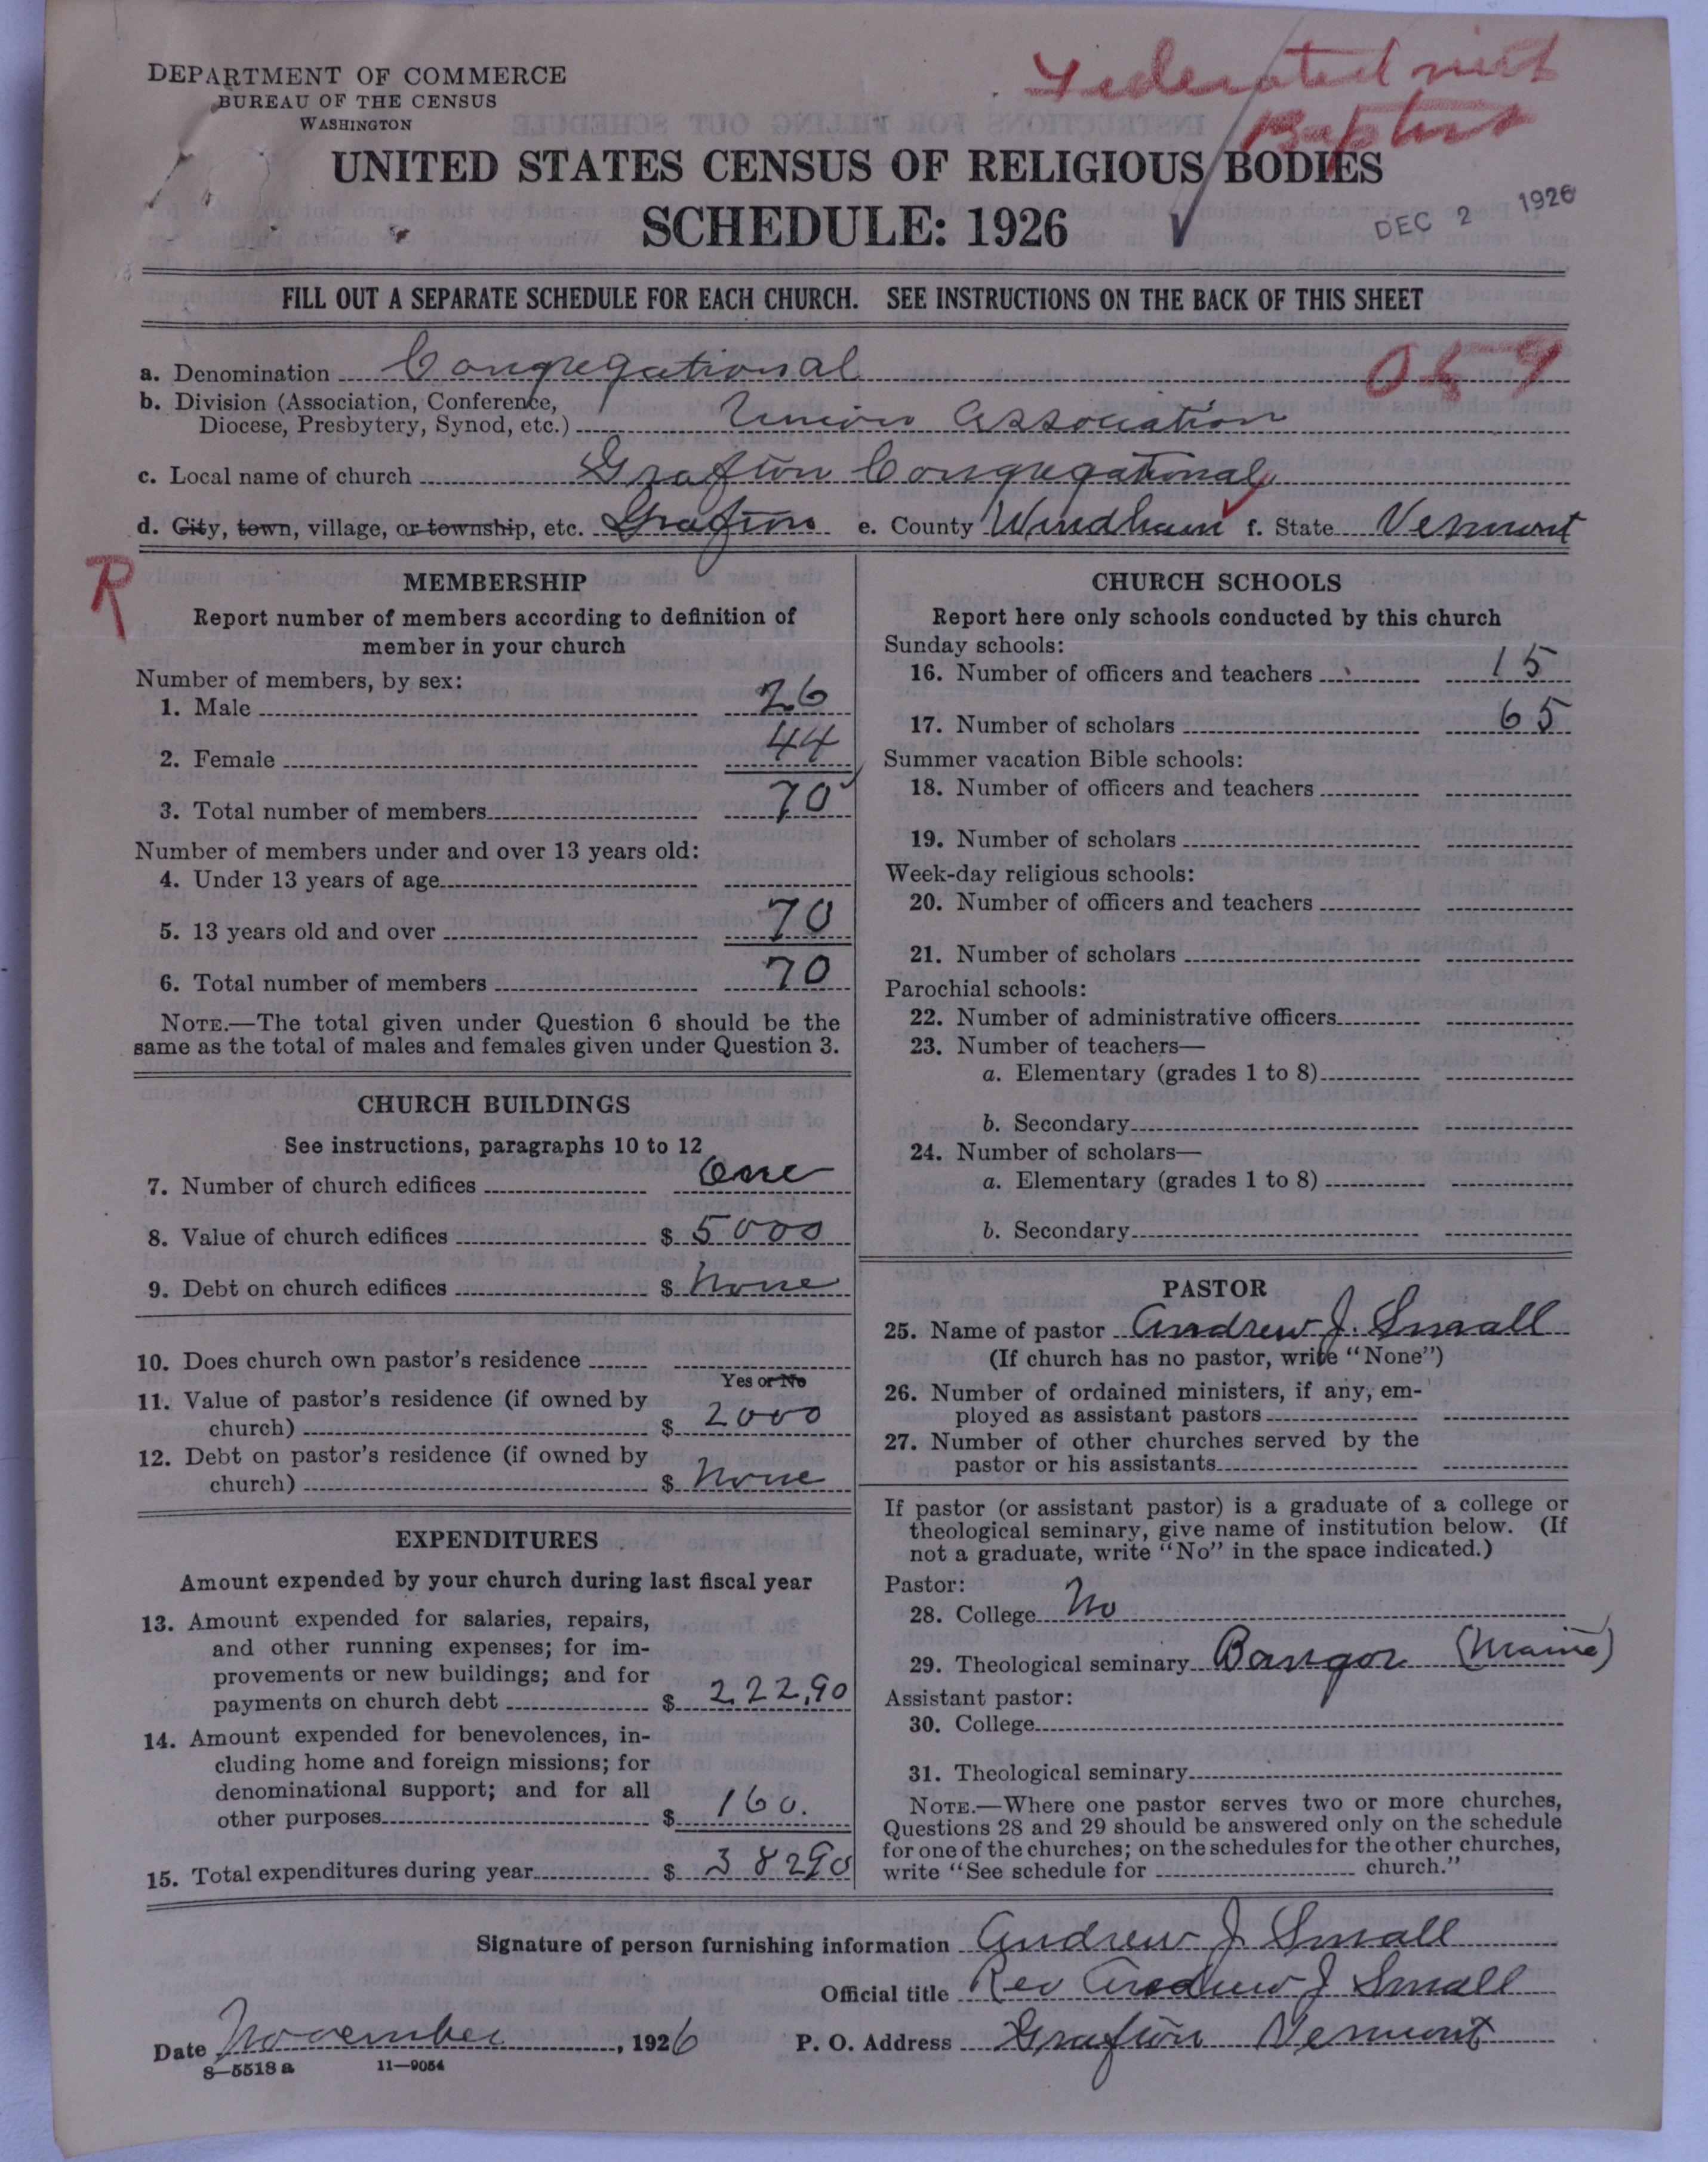 DEPARTMENT OF COMMERCE
BUREAU OF THE CENSUS
WASHINGTON
Federated with
Baptist
UNITED STATES CENSUS OF RELIGIOUS BODIES
SCHEDULE: 1926
DEC 2 1926
FILL OUT A SEPARATE SCHEDULE FOR EACH CHURCH. SEE INSTRUCTIONS ON THE BACK OF THIS SHEET
a. Denomination Congregational
b. Division (Association, Conference,
Diocese, Presbytery, Synod, etc.) Union Association
c. Local name of church Grafton Congregational
d. City, town, village, or township, etc. Grafton e. County Windham f. State Vermont
R
MEMBERSHIP
Report number of members according to definition of
member in your church
Number of members, by sex:
1. Male 26
2. Female 44
3. Total number of members 70
Number of members under and over 13 years old:
4. Under 13 years of age
5. 13 years old and over 70
6. Total number of members 70
NOTE.—The total given under Question 6 should be the
same as the total of males and females given under Question 3.
CHURCH BUILDINGS
See instructions, paragraphs 10 to 12
7. Number of church edifices One
8. Value of church edifices $ 5000
9. Debt on church edifices $ None
10. Does church own pastor's residence
Yes or No
11. Value of pastor's residence (if owned by
church) $ 2000
12. Debt on pastor's residence (if owned by
church) $ None
EXPENDITURES
Amount expended by your church during last fiscal year
13. Amount expended for salaries, repairs,
and other running expenses; for im-
provements or new buildings; and for
payments on church debt $ 222,90
14. Amount expended for benevolences, in-
cluding home and foreign missions; for
denominational support; and for all
other purposes $ 160.
15. Total expenditures during year $ 38290
CHURCH SCHOOLS
Report here only schools conducted by this church
Sunday schools:
16. Number of officers and teachers 15
17. Number of scholars 65
Summer vacation Bible schools:
18. Number of officers and teachers
19. Number of scholars
Week-day religious schools:
20. Number of officers and teachers
21. Number of scholars
Parochial schools:
22. Number of administrative officers
23. Number of teachers—
a. Elementary (grades 1 to 8)
b. Secondary
24. Number of scholars—
a. Elementary (grades 1 to 8)
b. Secondary
PASTOR
25. Name of pastor Andrew J. Small
(If church has no pastor, write "None")
26. Number of ordained ministers, if any, em-
ployed as assistant pastors
27. Number of other churches served by the
pastor or his assistants
If pastor (or assistant pastor) is a graduate of a college or
theological seminary, give name of institution below. (If
not a graduate, write "No" in the space indicated.)
Pastor:
28. College No
29. Theological seminary Bangor (Maine)
Assistant pastor:
30. College
31. Theological seminary
NOTE.—Where one pastor serves two or more churches,
Questions 28 and 29 should be answered only on the schedule
for one of the churches; on the schedules for the other churches,
write "See schedule for church."
Signature of person furnishing information Andrew J Small
Official title Rev Andrew J Small
Date November, 1926 P. O. Address Grafton Vermont
8—5518 a 11—9054